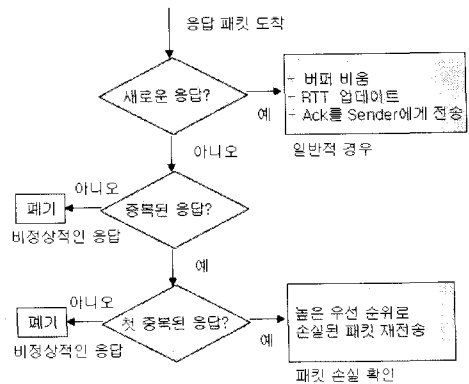 응답 패킷 도착
새로운 응답?
예
- 버퍼 비움
- RTT 업데이트
- Ack를 Sender에게 전송
일반적 경우
아니오
중복된 응답?
아니오
폐기
비정상적인 응답
예
첫 중복된 응답?
아니오
폐기
비정상적인 응답
예
높은 우선 순위로
손실된 패킷 재전송
패킷 손실 확인